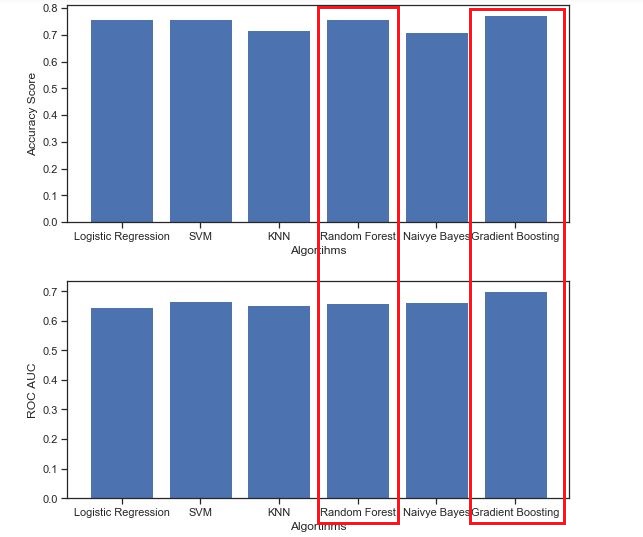 0.8
0.7
0.6
0.5
0.4
0.3
0.2
0.1
0.0
Accuracy Score
Logistic Regression SVM KNN Random Forest Naivye Bayes Gradient Boosting
Algortihms
0.7
0.6
0.5
0.4
0.3
0.2
0.1
0.0
ROC AUC
Logistic Regression SVM KNN Random Forest Naivye Bayes Gradient Boosting
Algortihms